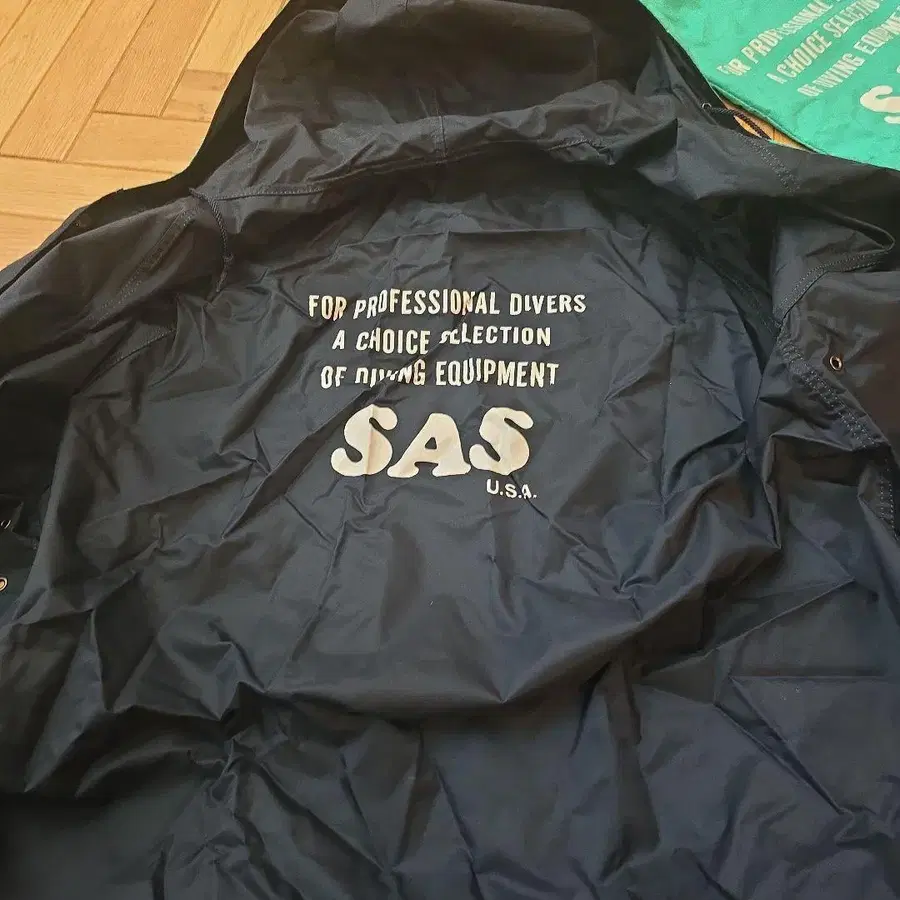 FOR PROFESSIONAL DIVERS
A CHOICE SELECTION
OF DIVING EQUIPMENT
SAS
U.S.A.
FOR PROFESSIONAL
A CHOICE SELECTION
OF DIVING EQUIPMENT
S